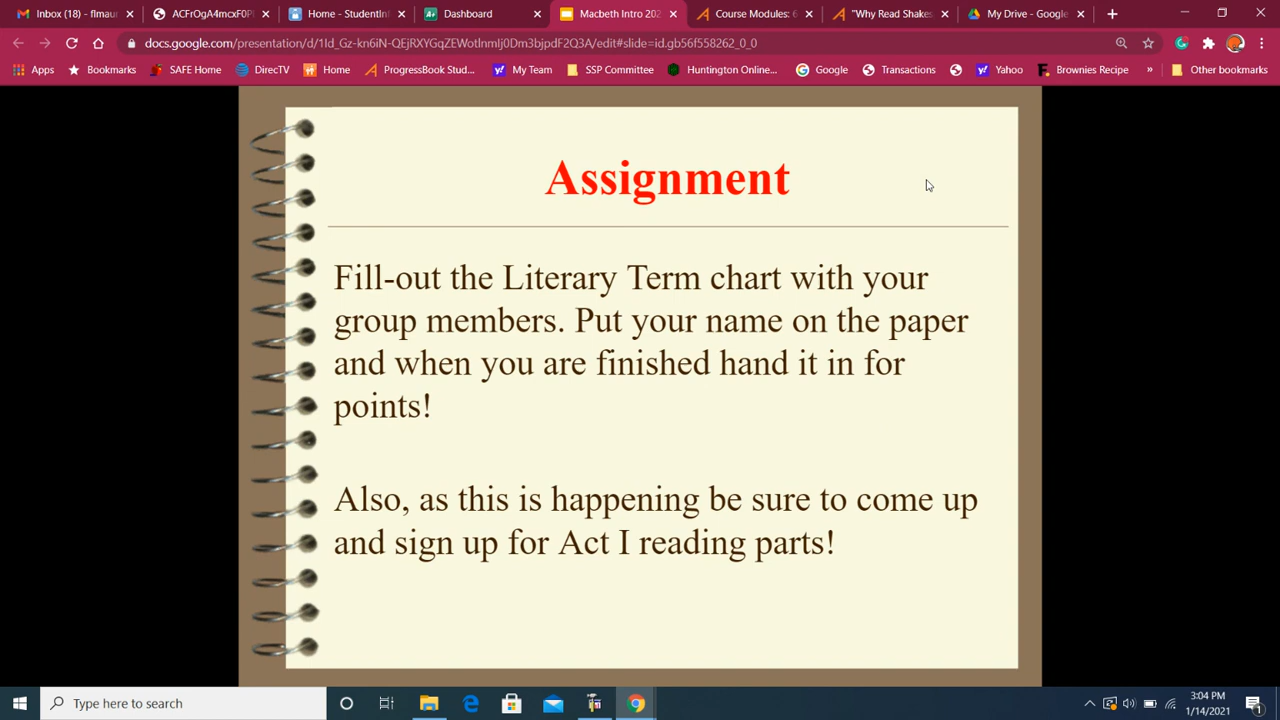 Inbox (18) - flmau
ACFrOgA4mcxF0P
Home - StudentInf
Dashboard
Macbeth Intro 202
Course Modules: 6
"Why Read Shakes
My Drive - Google
docs.google.com/presentation/d/1Id_Gz-kn6iN-QEjRXYGqZEWotlnmIj0Dm3bjpdF2Q3A/edit#slide=id.gb56f558262_0_0
Apps
Bookmarks
SAFE Home
DirecTV
Home
ProgressBook Stud...
My Team
SSP Committee
Huntington Online...
Google
Transactions
Yahoo
Brownies Recipe
»
Other bookmarks
Assignment
Fill-out the Literary Term chart with your
group members. Put your name on the paper
and when you are finished hand it in for
points!
Also, as this is happening be sure to come up
and sign up for Act I reading parts!
Type here to search
3:04 PM
1/14/2021
1